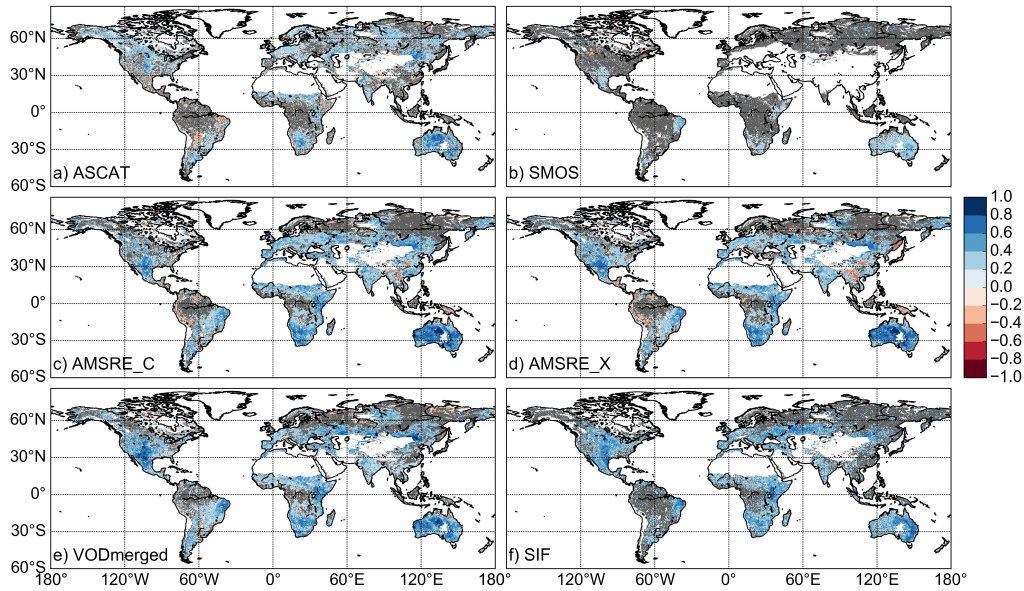 60°N
30°N
0°
30°S
60°S
a) ASCAT
b) SMOS
60°N
30°N
0°
30°S
60°S
c) AMSRE_C
d) AMSRE_X
1.0
0.8
0.6
0.4
0.2
0.0
−0.2
−0.4
−0.6
−0.8
−1.0
60°N
30°N
0°
30°S
60°S
e) VODmerged
f) SIF
180° 120°W 60°W 0° 60°E 120°E 180° 120°W 60°W 0° 60°E 120°E 180°